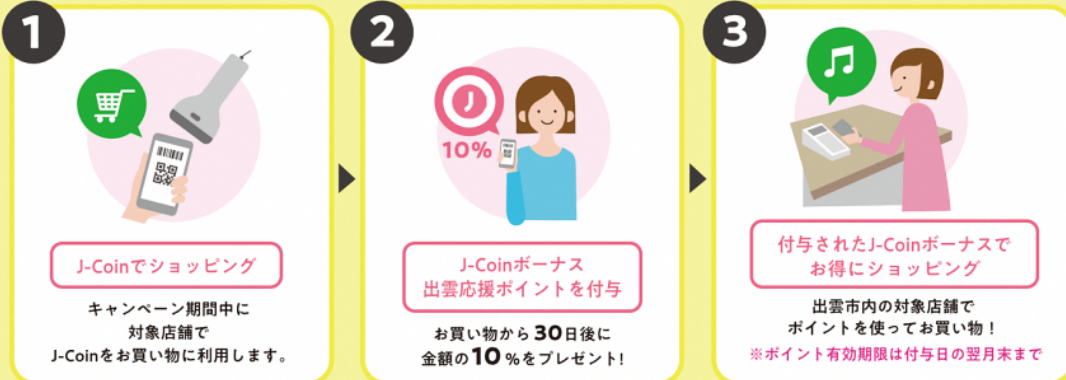 1
J-Coinでショッピング
キャンペーン期間中に
対象店舗で
J-Coinをお買い物に利用します。
2
J
10%
J-Coinボーナス
出雲応援ポイントを付与
お買い物から30日後に
金額の10%をプレゼント!
3
付与されたJ-Coinボーナスで
お得にショッピング
出雲市内の対象店舗で
ポイントを使ってお買い物！
※ポイント有効期限は付与日の翌月末まで